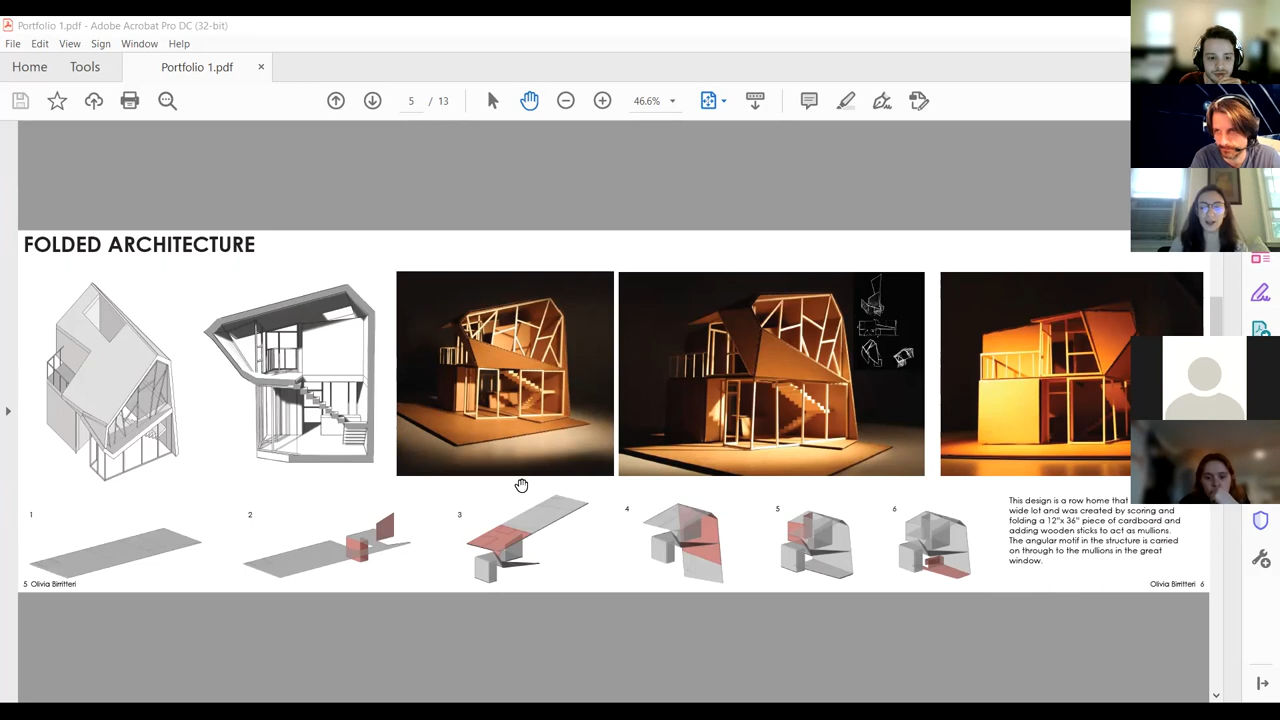 Portfolio 1.pdf - Adobe Acrobat Pro DC (32-bit)
File Edit View Sign Window Help
Home Tools Portfolio 1.pdf ×
5 / 13 46.6%
FOLDED ARCHITECTURE
1 2 3 4 5 6
This design is a row home that
wide lot and was created by scoring and
folding a 12"x 36" piece of cardboard and
adding wooden sticks to act as mullions.
The angular motif in the structure is carried
on through to the mullions in the great
window.
5 Olivia Birritteri
Olivia Birritteri 6